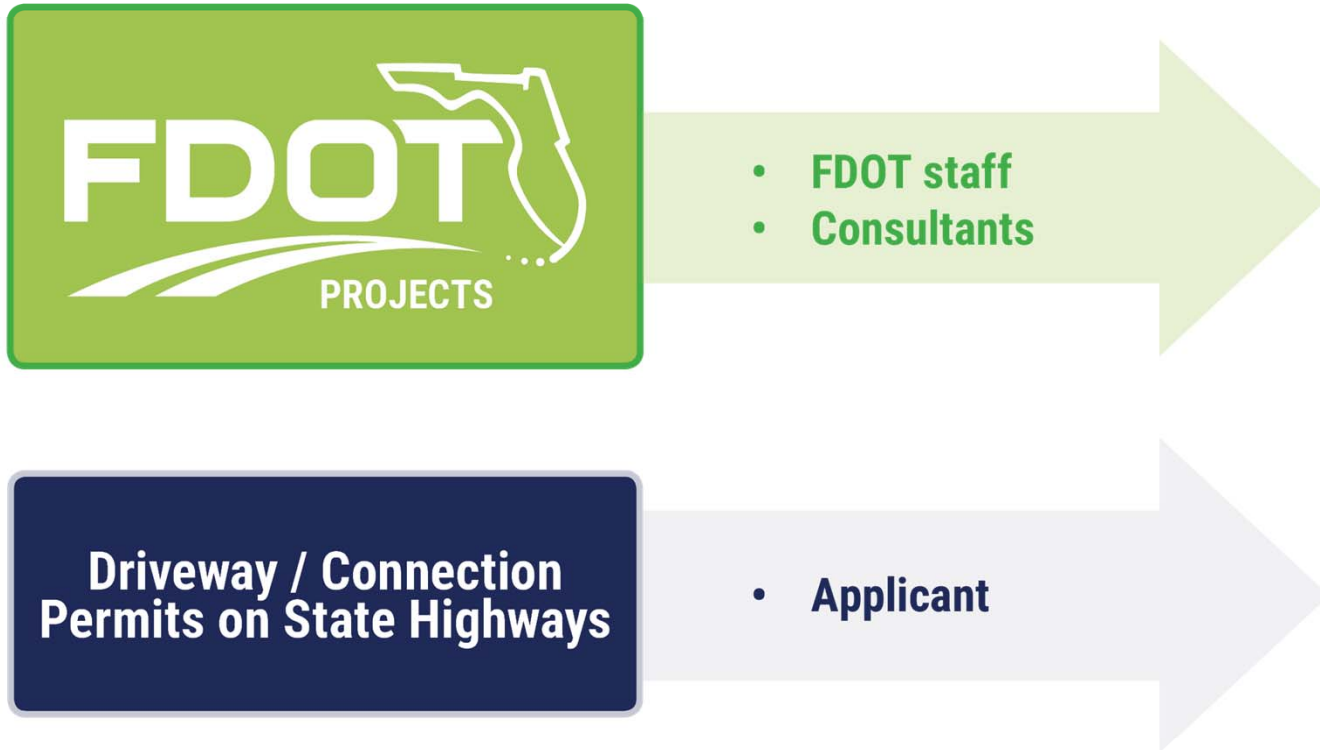 FDOT
PROJECTS
• FDOT staff
• Consultants
Driveway / Connection
Permits on State Highways
• Applicant